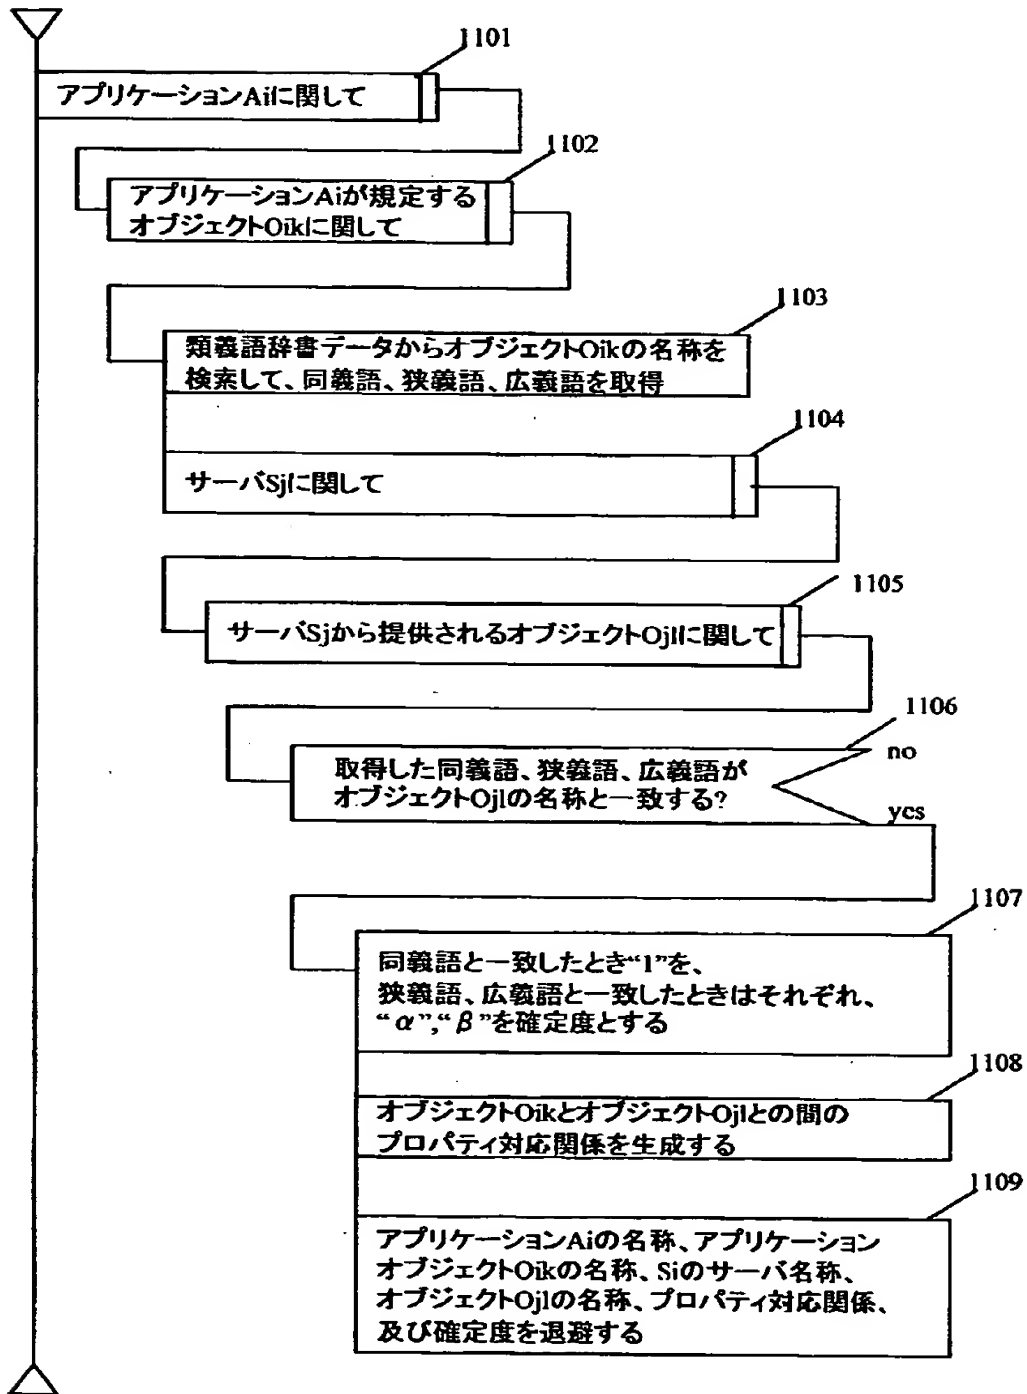 1101
アプリケーションAiに関して
1102
アプリケーションAiが規定する
オブジェクトOikに関して
1103
類義語辞書データからオブジェクトOikの名称を
検索して、同義語、狭義語、広義語を取得
1104
サーバSjに関して
1105
サーバSjから提供されるオブジェクトOjlに関して
1106
no
取得した同義語、狭義語、広義語が
オブジェクトOjlの名称と一致する?
yes
1107
同義語と一致したとき“1”を、
狭義語、広義語と一致したときはそれぞれ、
“α”,“β”を確定度とする
1108
オブジェクトOikとオブジェクトOjlとの間の
プロパティ対応関係を生成する
1109
アプリケーションAiの名称、アプリケーション
オブジェクトOikの名称、Siのサーバ名称、
オブジェクトOjlの名称、プロパティ対応関係、
及び確定度を退避する